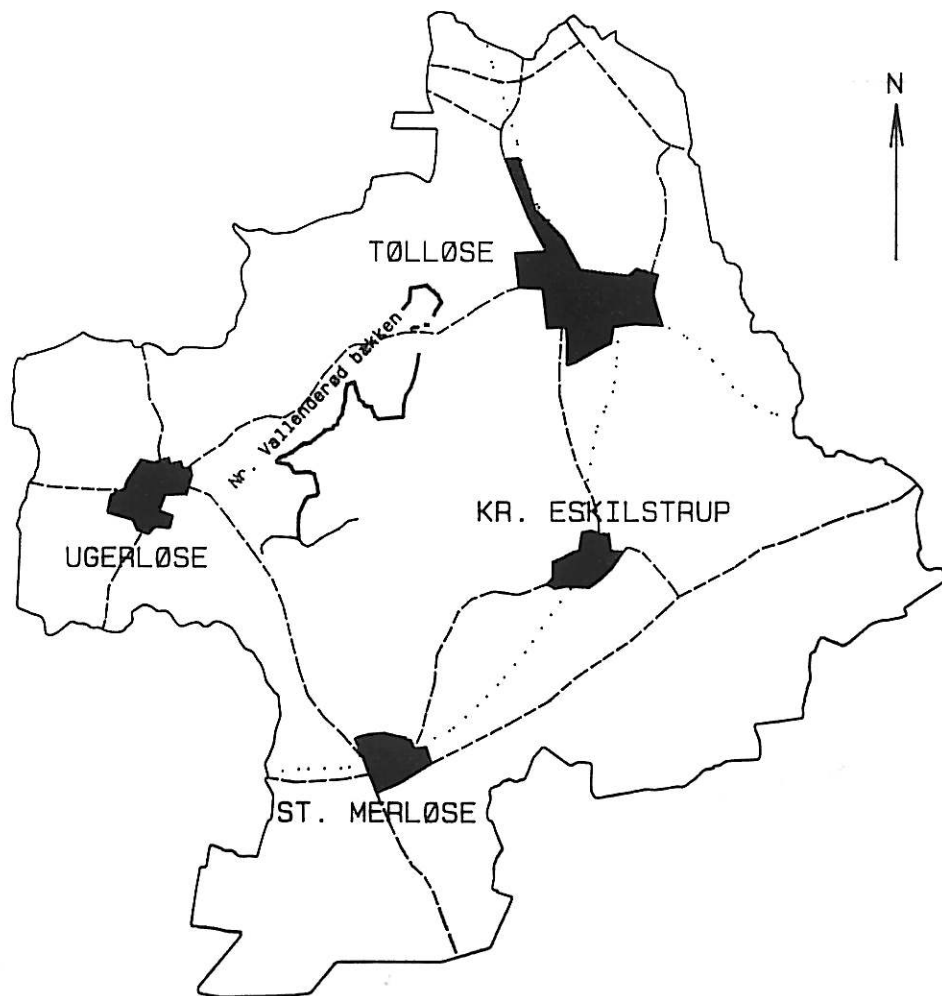 N
TØLLØSE
Nr. Vallenderød bækken
KR. ESKILSTRUP
UGERLØSE
ST. MERLØSE